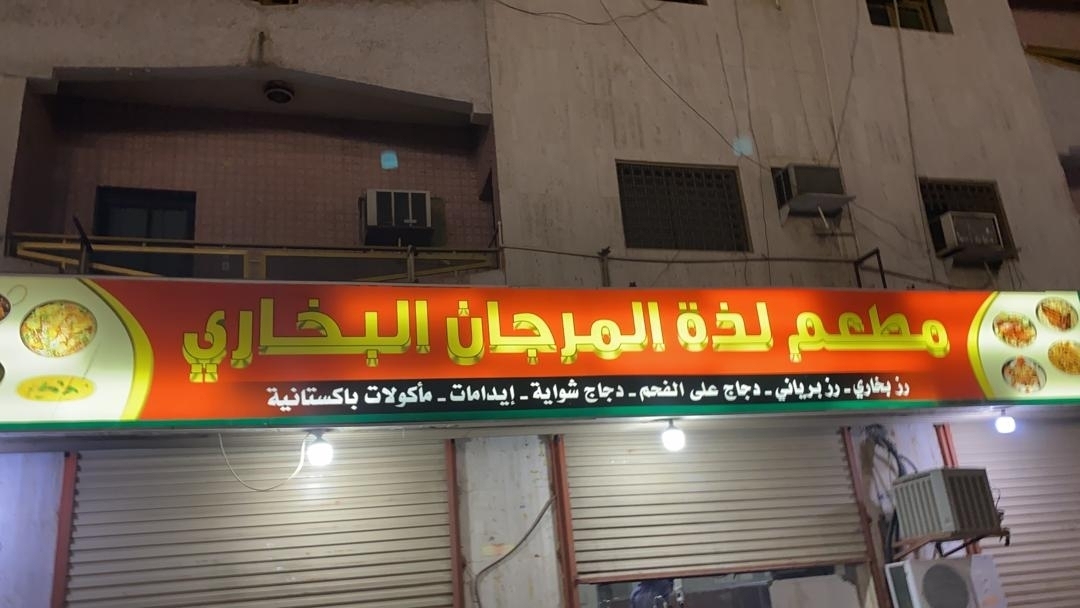 مطعم لذة المرجان البخاري
رز بخاري - رز برياني - دجاج على الفحم - دجاج شواية - إيدامات - مأكولات باكستانية